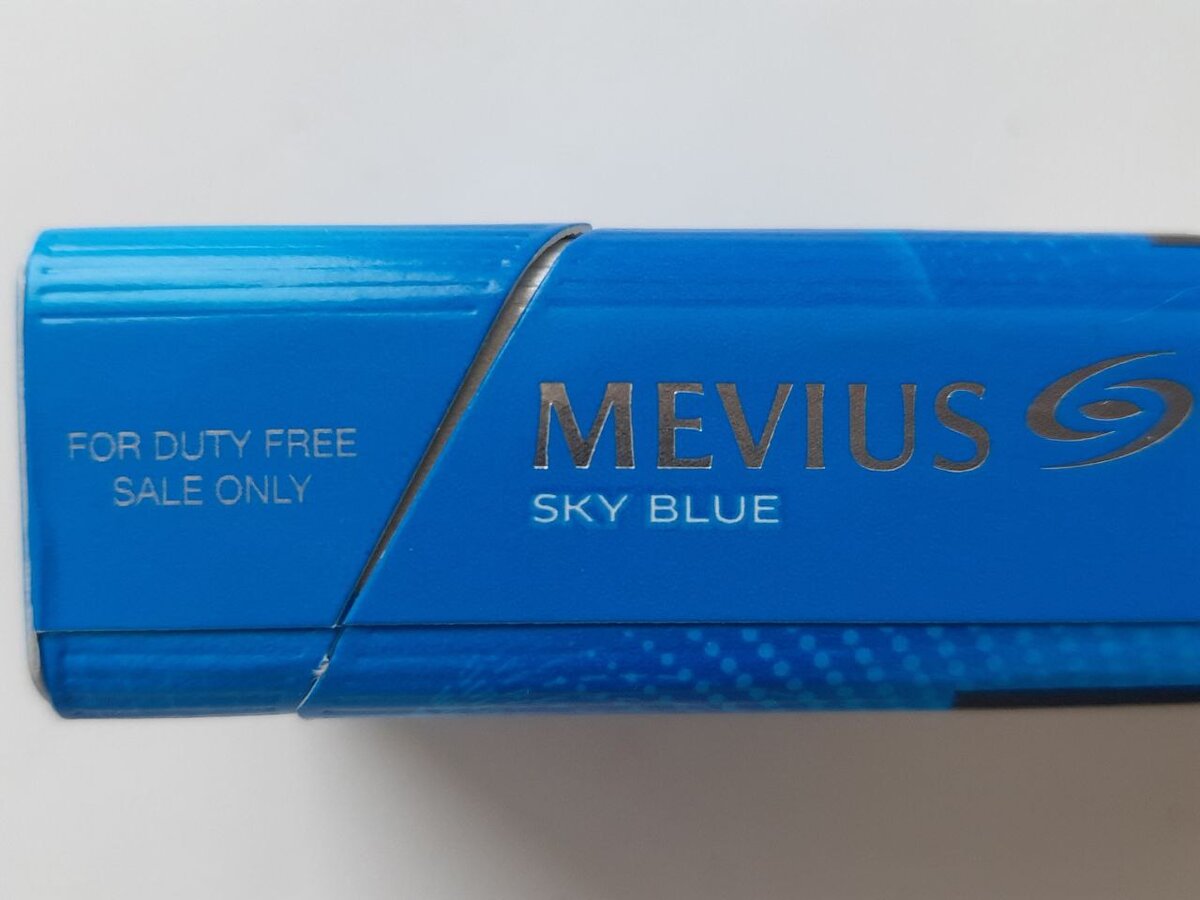 FOR DUTY FREE
SALE ONLY
MEVIUS
SKY BLUE